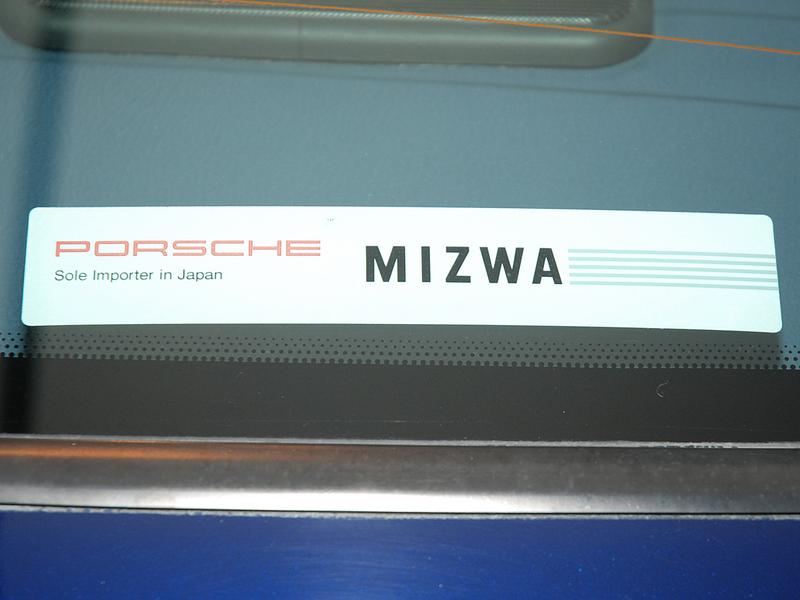 PORSCHE
Sole Importer in Japan
MIZWA